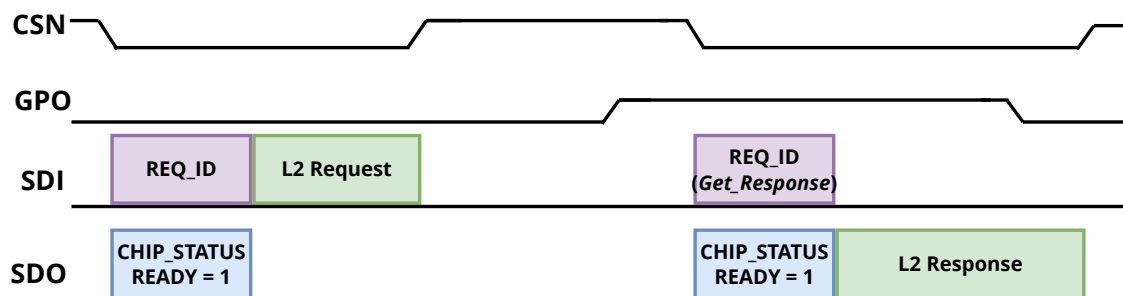 CSN
GPO
SDI
REQ_ID
L2 Request
REQ_ID
(Get_Response)
SDO
CHIP_STATUS
READY = 1
CHIP_STATUS
READY = 1
L2 Response